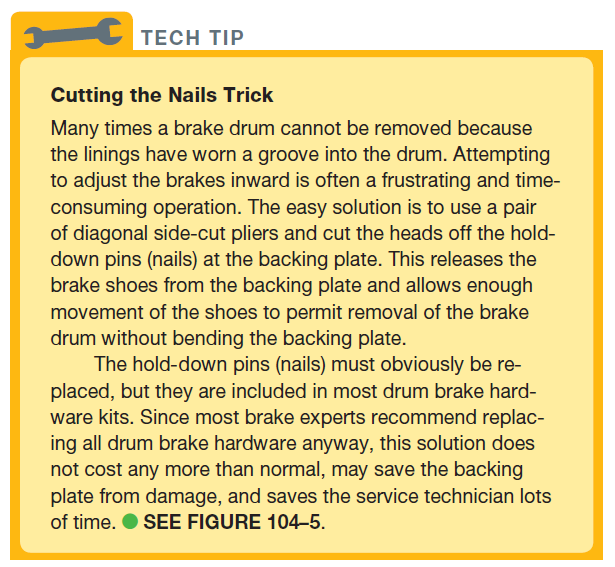 TECH TIP
Cutting the Nails Trick
Many times a brake drum cannot be removed because
the linings have worn a groove into the drum. Attempting
to adjust the brakes inward is often a frustrating and time-
consuming operation. The easy solution is to use a pair
of diagonal side-cut pliers and cut the heads off the hold-
down pins (nails) at the backing plate. This releases the
brake shoes from the backing plate and allows enough
movement of the shoes to permit removal of the brake
drum without bending the backing plate.
The hold-down pins (nails) must obviously be re-
placed, but they are included in most drum brake hard-
ware kits. Since most brake experts recommend replac-
ing all drum brake hardware anyway, this solution does
not cost any more than normal, may save the backing
plate from damage, and saves the service technician lots
of time. ● SEE FIGURE 104–5.